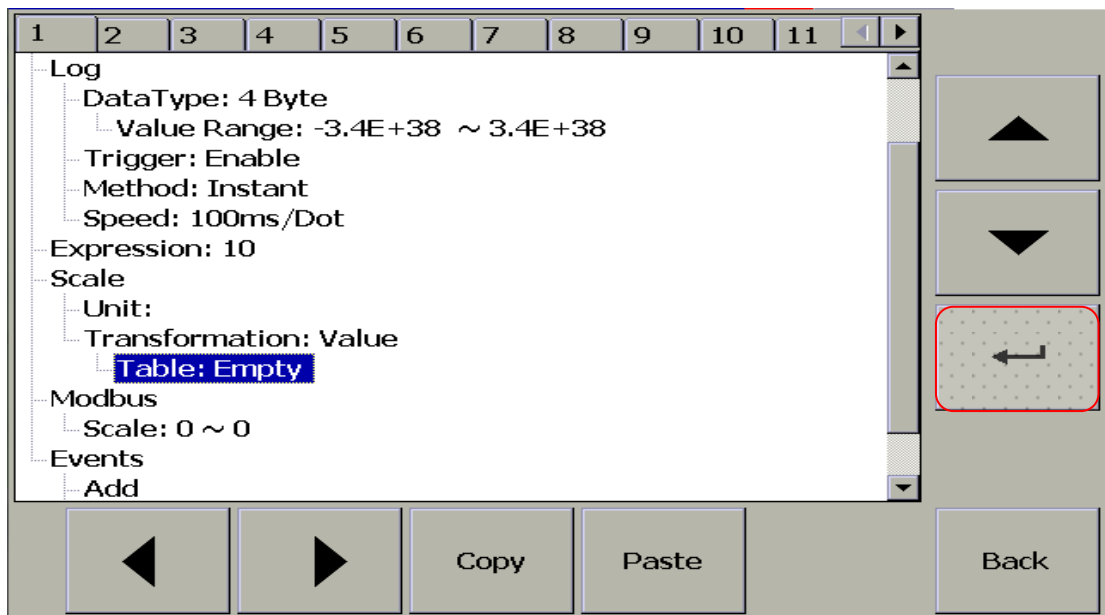 1 2 3 4 5 6 7 8 9 10 11
Log
DataType: 4 Byte
Value Range: -3.4E+38 ~ 3.4E+38
Trigger: Enable
Method: Instant
Speed: 100ms/Dot
Expression: 10
Scale
Unit:
Transformation: Value
Table: Empty
Modbus
Scale: 0 ~ 0
Events
Add
Copy Paste Back